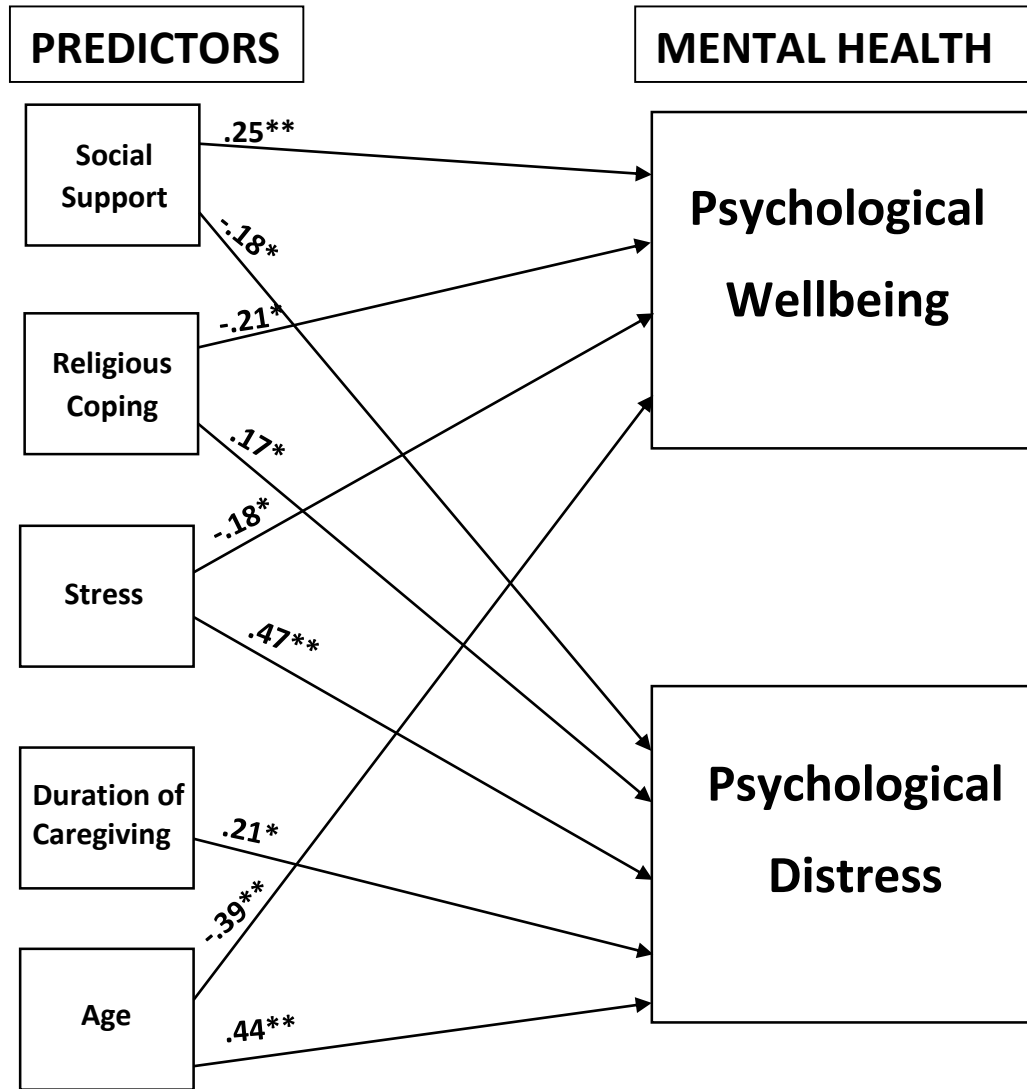 PREDICTORS
MENTAL HEALTH
Social
Support
.25**
-.18*
Psychological
Wellbeing
Religious
Coping
-.21*
.17*
Stress
-.18*
.47**
Duration of
Caregiving
.21*
Psychological
Distress
Age
-.39**
.44**